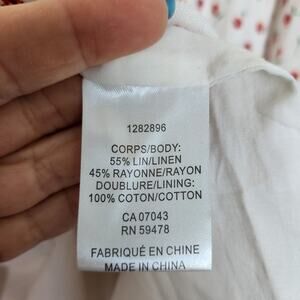 1282896
CORPS/BODY:
55% LIN/LINEN
45% RAYONNE/RAYON
DOUBLURE/LINING:
100% COTON/COTTON
CA 07043
RN 59478
FABRIQUÉ EN CHINE
MADE IN CHINA